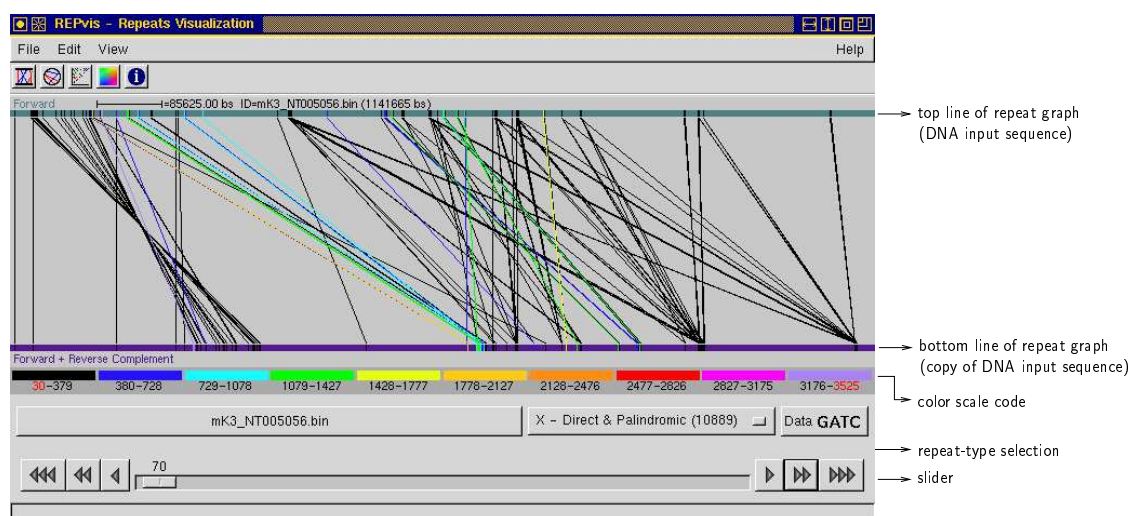 REPvis - Repeats Visualization
File Edit View Help
Forward |=85625.00 bs ID=mK3_NT005056.bin (1141665 bs)
top line of repeat graph
(DNA input sequence)
bottom line of repeat graph
(copy of DNA input sequence)
Forward + Reverse Complement
30-379 380-728 729-1078 1079-1427 1428-1777 1778-2127 2128-2476 2477-2826 2827-3175 3176-3525
color scale code
mK3_NT005056.bin X - Direct & Palindromic (10889) Data GATC
repeat-type selection
70
slider